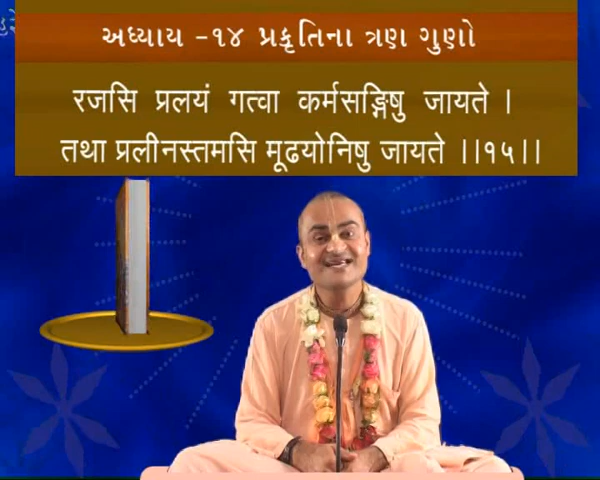 અધ્યાય -૧૪ પ્રકૃતિના ત્રણ ગુણો
रजसि प्रलयं गत्वा कर्मसङ्गिषु जायते ।
तथा प्रलीनस्तमसि मूढयोनिषु जायते ।।१५।।